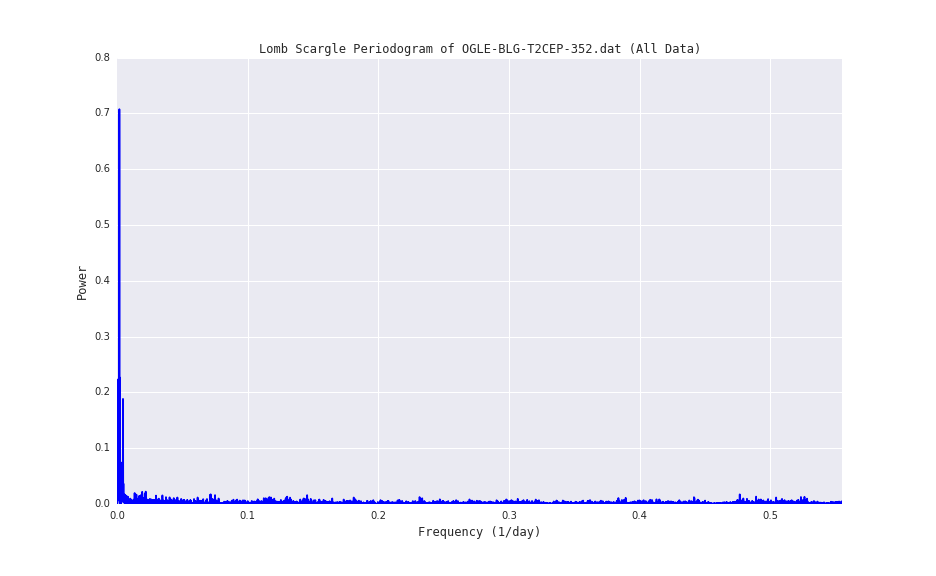 Lomb Scargle Periodogram of OGLE-BLG-T2CEP-352.dat (All Data)
0.8
0.7
0.6
0.5
0.4
0.3
0.2
0.1
0.0
Power
0.0 0.1 0.2 0.3 0.4 0.5
Frequency (1/day)